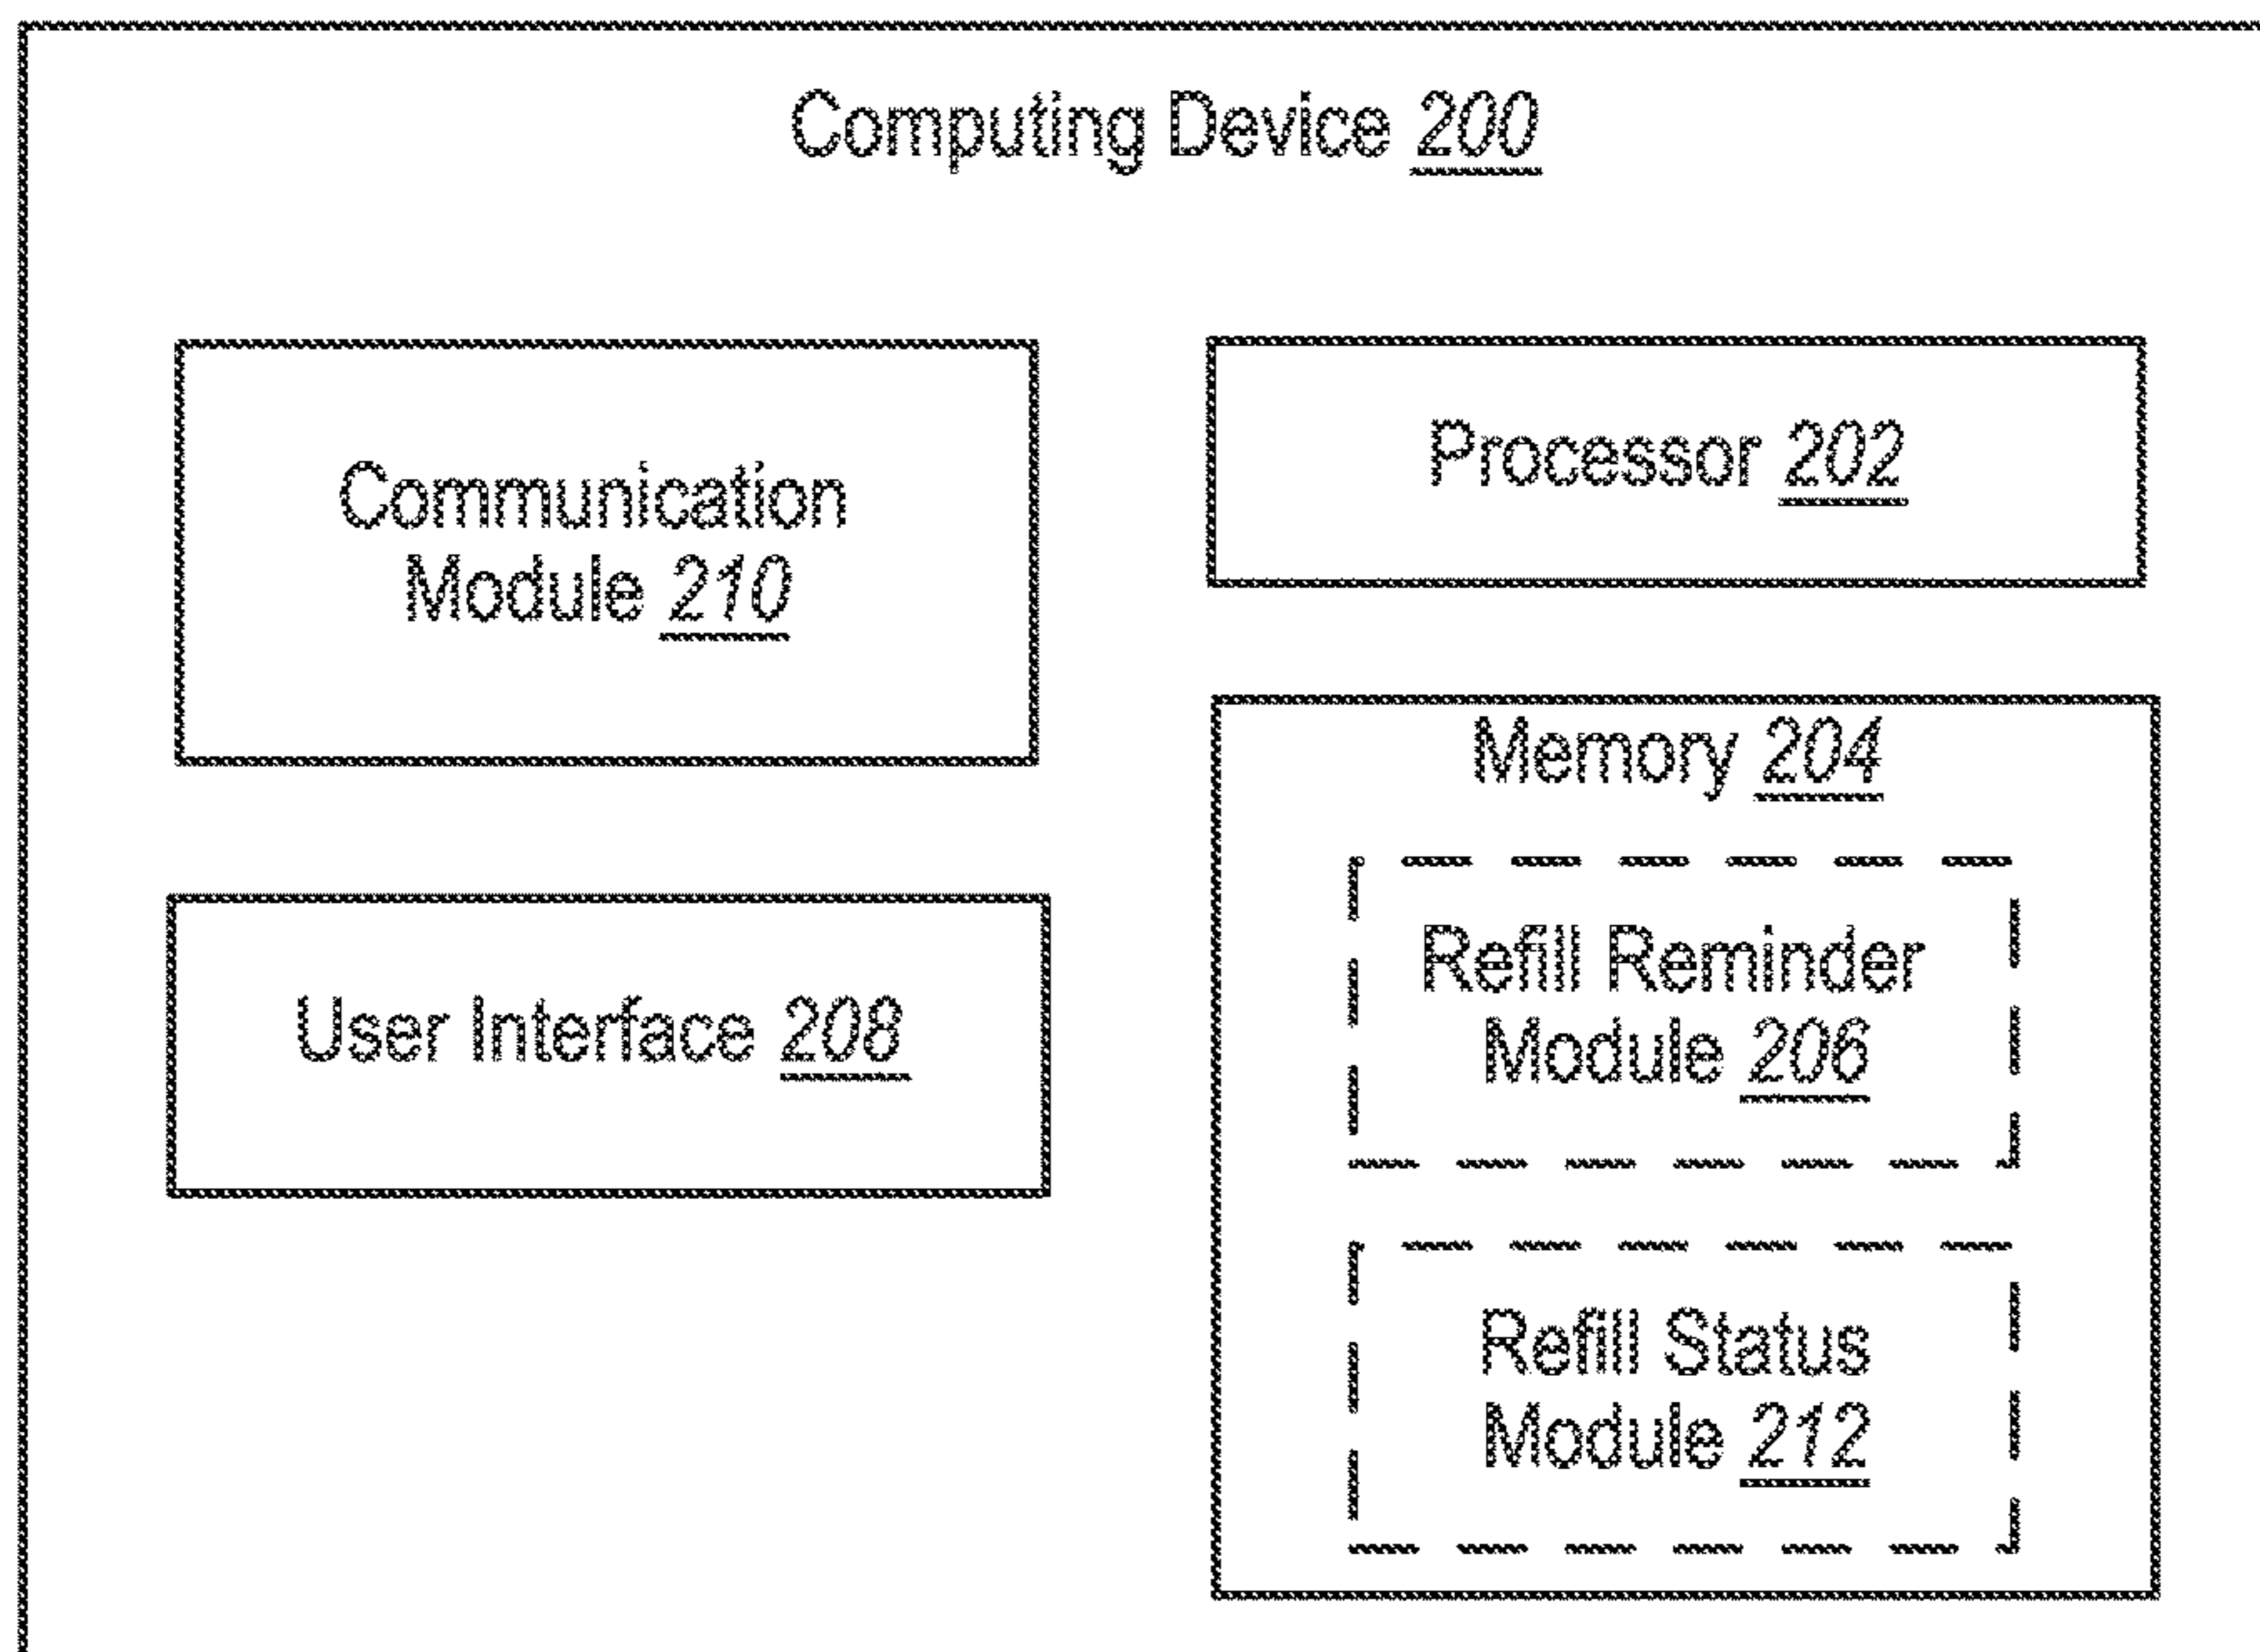 Computing Device 200
Communication
Module 210
Processor 202
User Interface 208
Memory 204
Refill Reminder
Module 206
Refill Status
Module 212